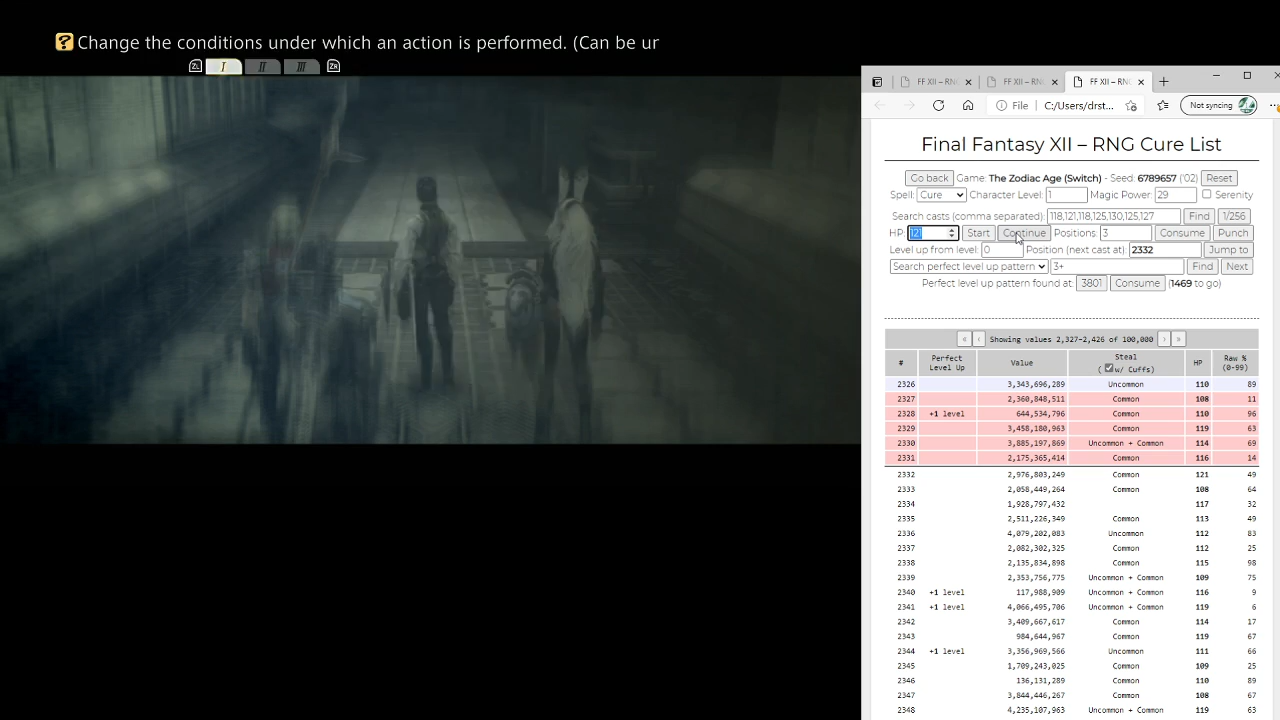 Change the conditions under which an action is performed. (Can be ur
ZL I II III ZR
FF XII – RNG FF XII – RNG FF XII – RNG
File C:/Users/drst... Not syncing
Final Fantasy XII – RNG Cure List
Go back Game: The Zodiac Age (Switch) - Seed: 6789657 ('02) Reset
Spell: Cure Character Level: 1 Magic Power: 29 Serenity
Search casts (comma separated): 118,121,118,125,130,125,127 Find 1/256
HP: 121 Start Continue Positions: 3 Consume Punch
Level up from level: 0 Position (next cast at): 2332 Jump to
Search perfect level up pattern 3+ Find Next
Perfect level up pattern found at: 3801 Consume (1469 to go)
« ‹ Showing values 2,327–2,426 of 100,000 › »
# Perfect Level Up Value Steal ( w/ Cuffs) HP Raw % (0-99)
2326 3,343,696,289 Uncommon 110 89
2327 2,360,848,511 Common 108 11
2328 +1 level 644,534,796 Common 110 96
2329 3,458,180,963 Common 119 63
2330 3,885,197,869 Uncommon + Common 114 69
2331 2,175,365,414 Common 116 14
2332 2,976,803,249 Common 121 49
2333 2,058,449,264 Common 108 64
2334 1,928,797,432 117 32
2335 2,511,226,349 Common 113 49
2336 4,079,202,083 Uncommon 112 83
2337 2,082,302,325 Common 112 25
2338 2,135,834,898 Common 115 98
2339 2,353,756,775 Uncommon + Common 109 75
2340 +1 level 117,988,909 Uncommon + Common 116 9
2341 +1 level 4,066,495,706 Uncommon + Common 119 6
2342 3,409,667,617 Common 114 17
2343 984,644,967 Common 119 67
2344 +1 level 3,356,969,566 Uncommon 111 66
2345 1,709,243,025 Common 109 25
2346 136,131,289 Common 110 89
2347 3,844,446,267 Common 108 67
2348 4,235,107,963 Common 119 63